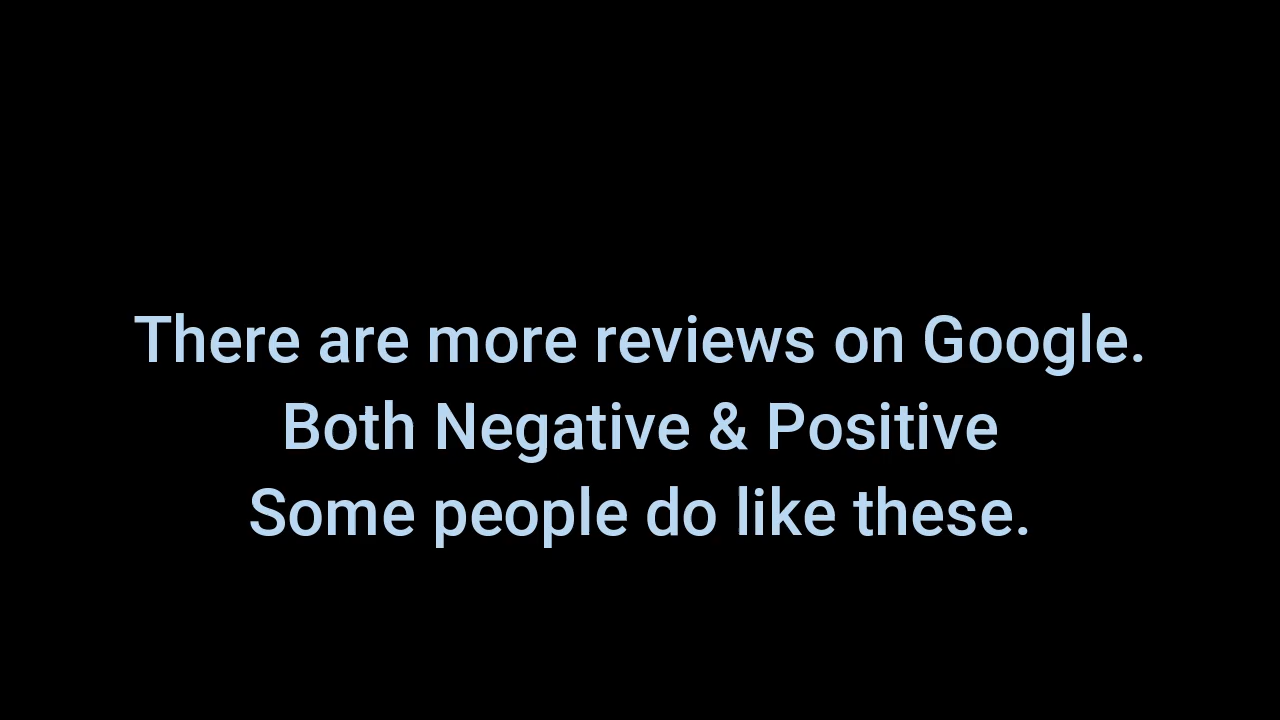 There are more reviews on Google.
Both Negative & Positive
Some people do like these.